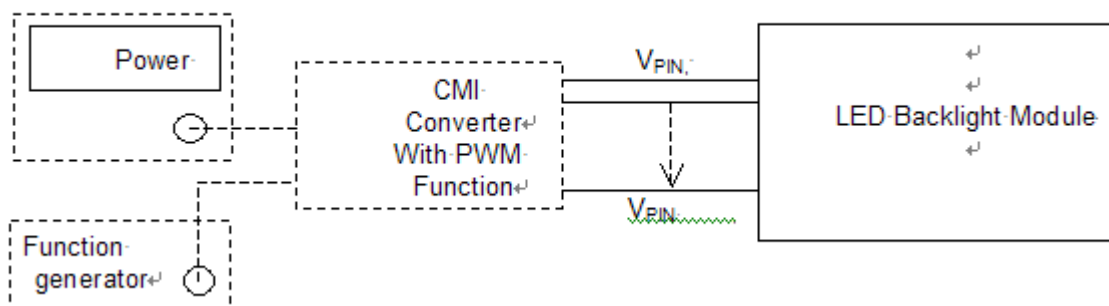 Power
CMI
Converter
With PWM
Function
V_PIN,
V_PIN
LED Backlight Module
Function
generator